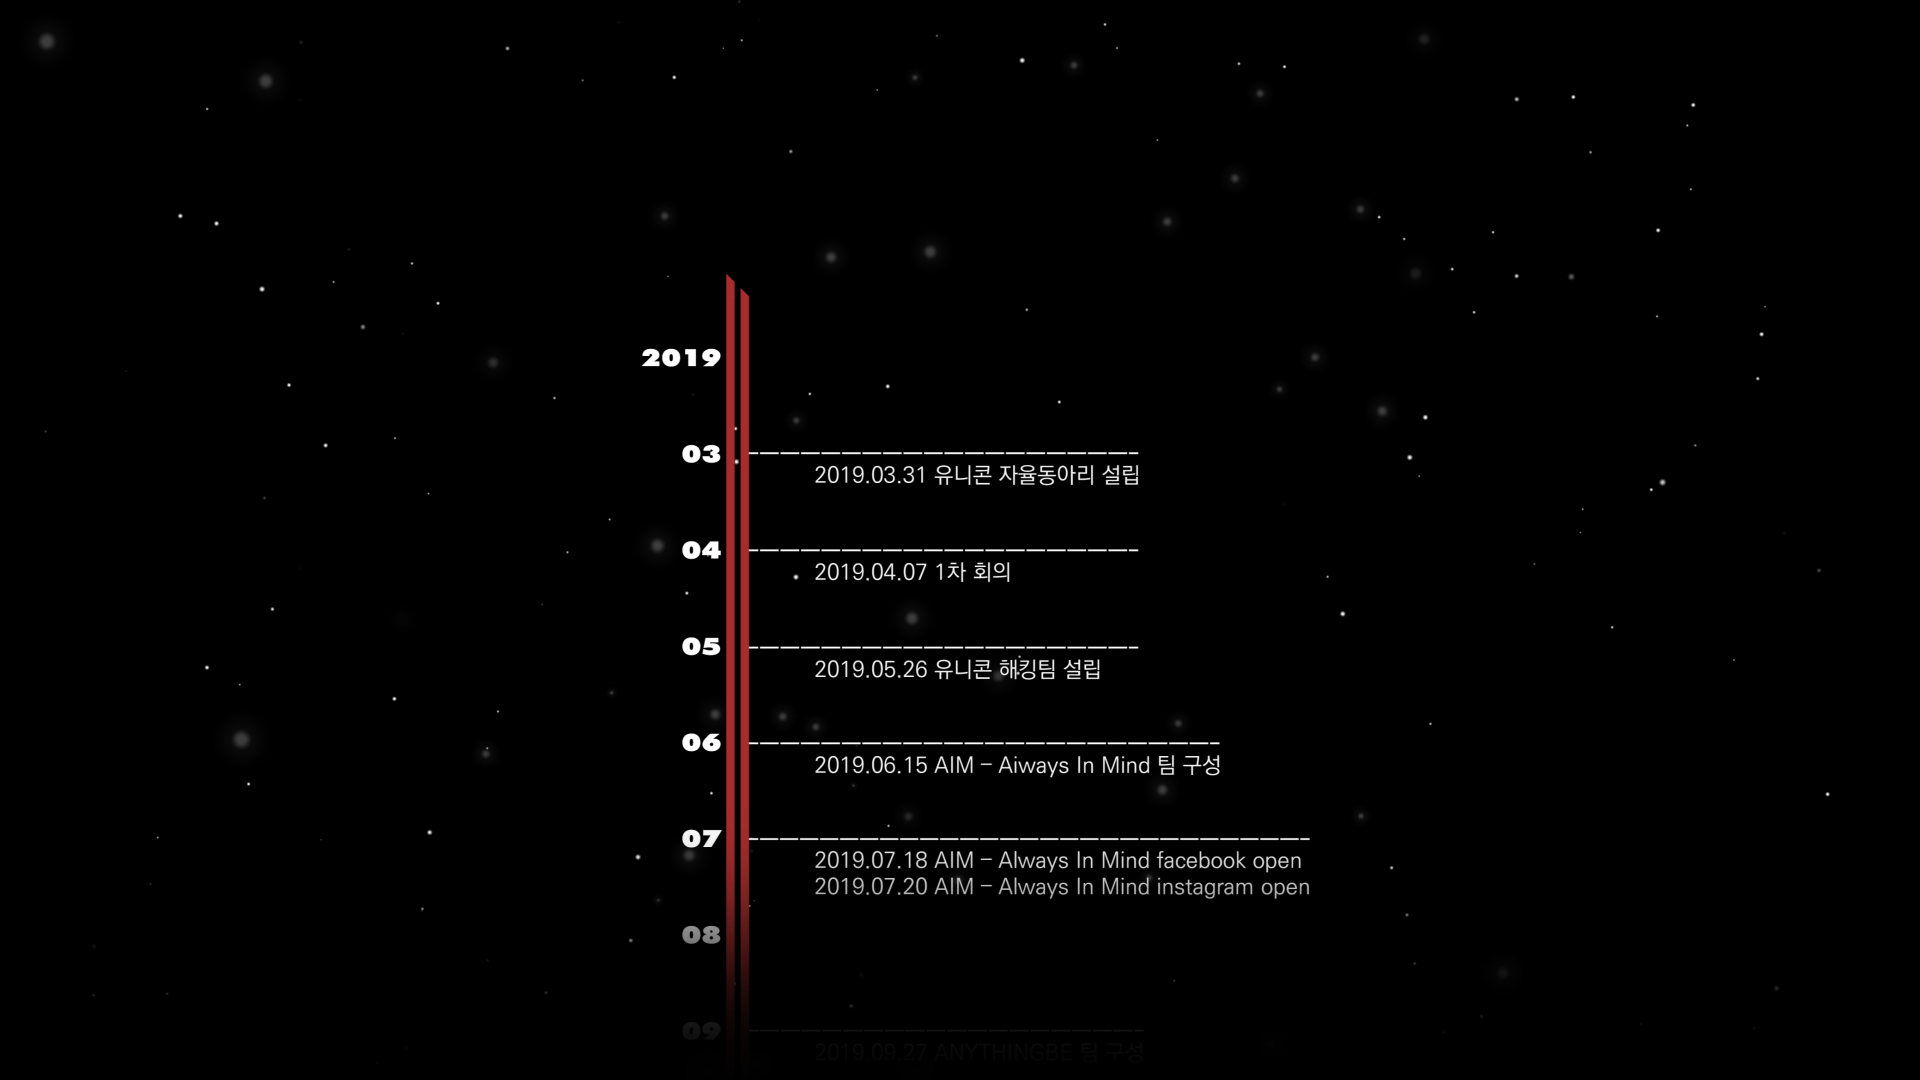 2019
03
2019.03.31 유니콘 자율동아리 설립
04
2019.04.07 1차 회의
05
2019.05.26 유니콘 해킹팀 설립
06
2019.06.15 AIM - Aiways In Mind 팀 구성
07
2019.07.18 AIM - Always In Mind facebook open
2019.07.20 AIM - Always In Mind instagram open
08
09
2019.09.27 ANYTHINGBE 팀 구성